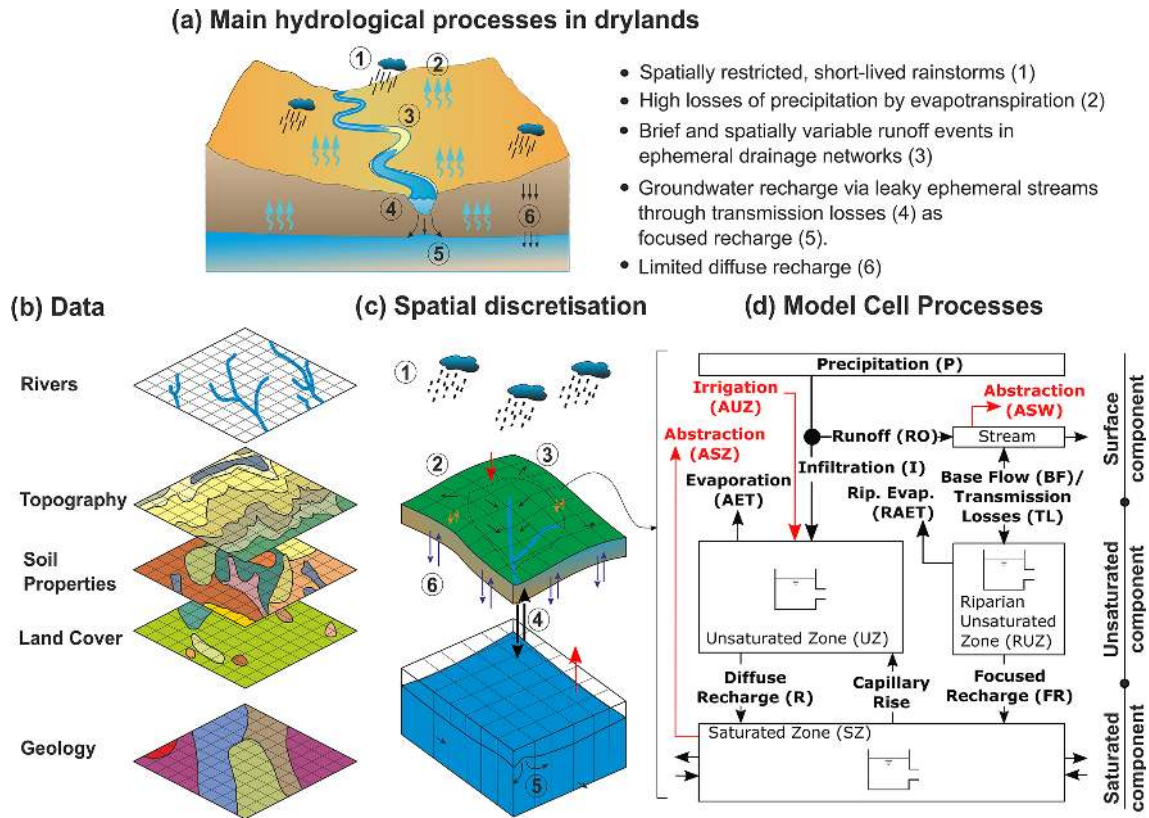 (a) Main hydrological processes in drylands
1
2
3
4
5
6
• Spatially restricted, short-lived rainstorms (1)
• High losses of precipitation by evapotranspiration (2)
• Brief and spatially variable runoff events in
ephemeral drainage networks (3)
• Groundwater recharge via leaky ephemeral streams
through transmission losses (4) as
focused recharge (5).
• Limited diffuse recharge (6)
(b) Data
Rivers
Topography
Soil
Properties
Land Cover
Geology
(c) Spatial discretisation
1
2
3
6
4
5
(d) Model Cell Processes
Precipitation (P)
Irrigation
(AUZ)
Abstraction
(ASW)
Abstraction
(ASZ)
Runoff (RO)
Stream
Infiltration (I)
Evaporation
(AET)
Rip. Evap.
(RAET)
Base Flow (BF)/
Transmission
Losses (TL)
Unsaturated Zone (UZ)
Riparian
Unsaturated
Zone (RUZ)
Diffuse
Recharge (R)
Capillary
Rise
Focused
Recharge (FR)
Saturated Zone (SZ)
Surface
component
Unsaturated
component
Saturated
component